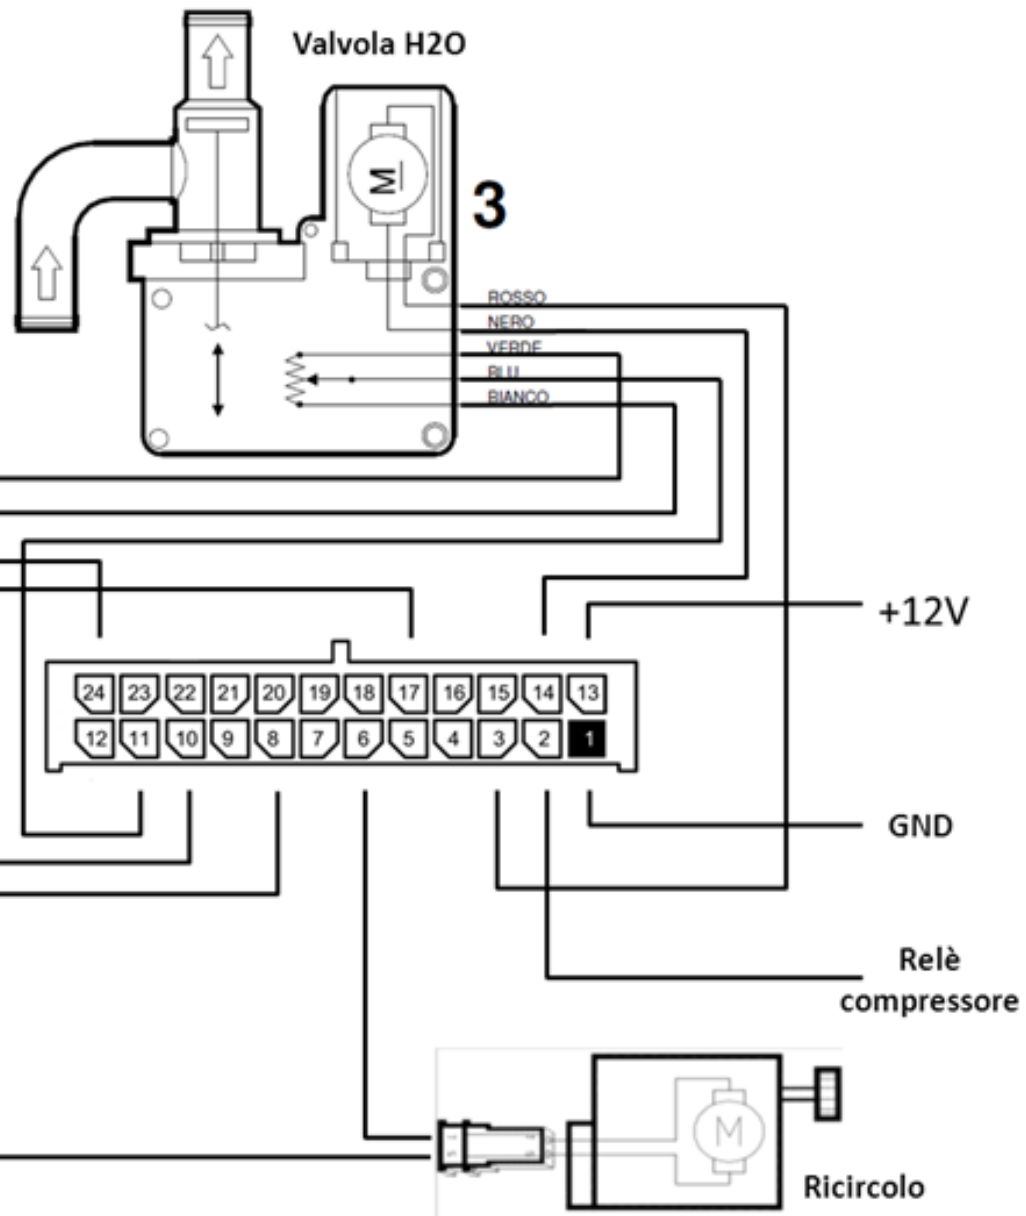 Valvola H2O
M
3
ROSSO
NERO
VERDE
BLU
BIANCO
+12V
24 23 22 21 20 19 18 17 16 15 14 13
12 11 10 9 8 7 6 5 4 3 2 1
GND
Relè
compressore
M
Ricircolo